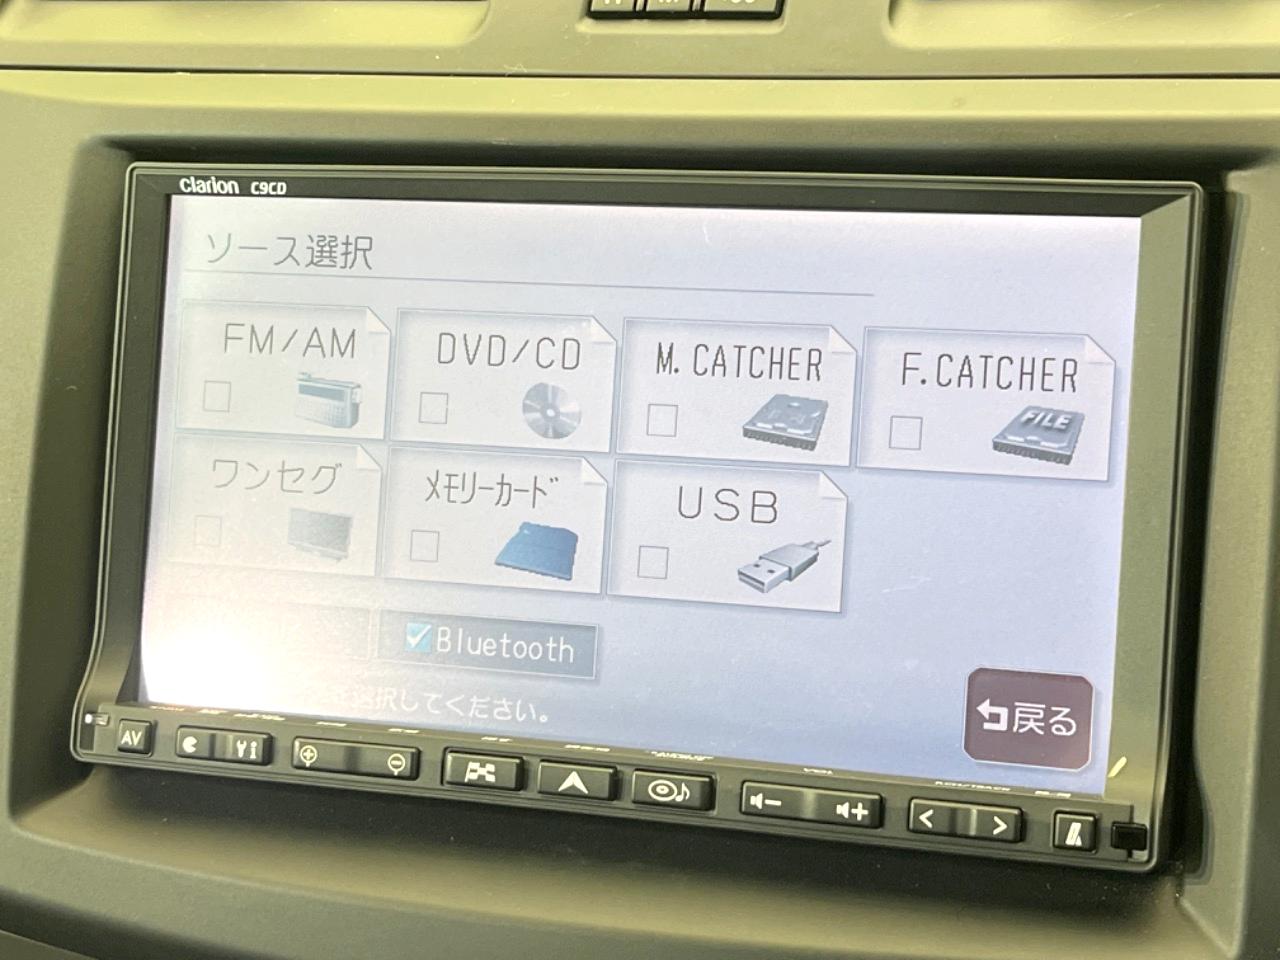 Clarion C9CD
ソース選択
FM/AM
DVD/CD
M. CATCHER
F.CATCHER
FILE
ワンセグ
メモリーカード
USB
Bluetooth
を選択してください。
戻る
AV